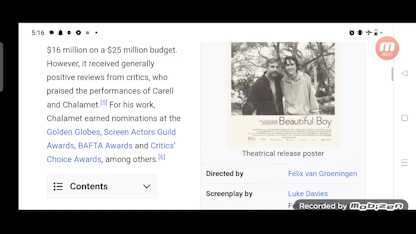 5:16
$16 million on a $25 million budget.
However, it received generally
positive reviews from critics, who
praised the performances of Carell
and Chalamet.[5] For his work,
Chalamet earned nominations at the
Golden Globes, Screen Actors Guild
Awards, BAFTA Awards and Critics'
Choice Awards, among others.[6]
Contents
Beautiful Boy
Theatrical release poster
Directed by Felix van Groeningen
Screenplay by Luke Davies
Recorded by Mobizen